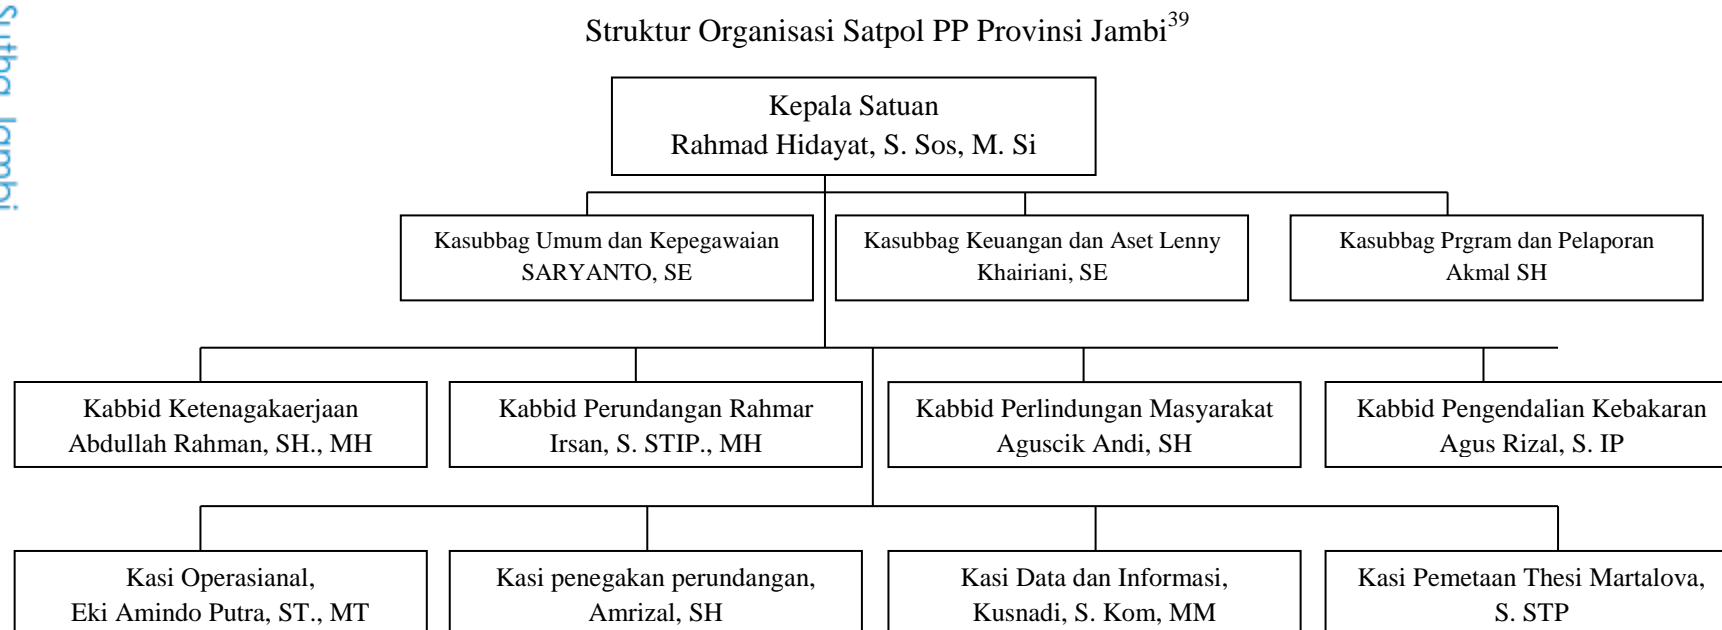 Sutha Jambi
Struktur Organisasi Satpol PP Provinsi Jambi39
Kepala Satuan
Rahmad Hidayat, S. Sos, M. Si
Kasubbag Umum dan Kepegawaian
SARYANTO, SE
Kasubbag Keuangan dan Aset Lenny
Khairiani, SE
Kasubbag Prgram dan Pelaporan
Akmal SH
Kabbid Ketenagakaerjaan
Abdullah Rahman, SH., MH
Kabbid Perundangan Rahmar
Irsan, S. STIP., MH
Kabbid Perlindungan Masyarakat
Aguscik Andi, SH
Kabbid Pengendalian Kebakaran
Agus Rizal, S. IP
Kasi Operasianal,
Eki Amindo Putra, ST., MT
Kasi penegakan perundangan,
Amrizal, SH
Kasi Data dan Informasi,
Kusnadi, S. Kom, MM
Kasi Pemetaan Thesi Martalova,
S. STP